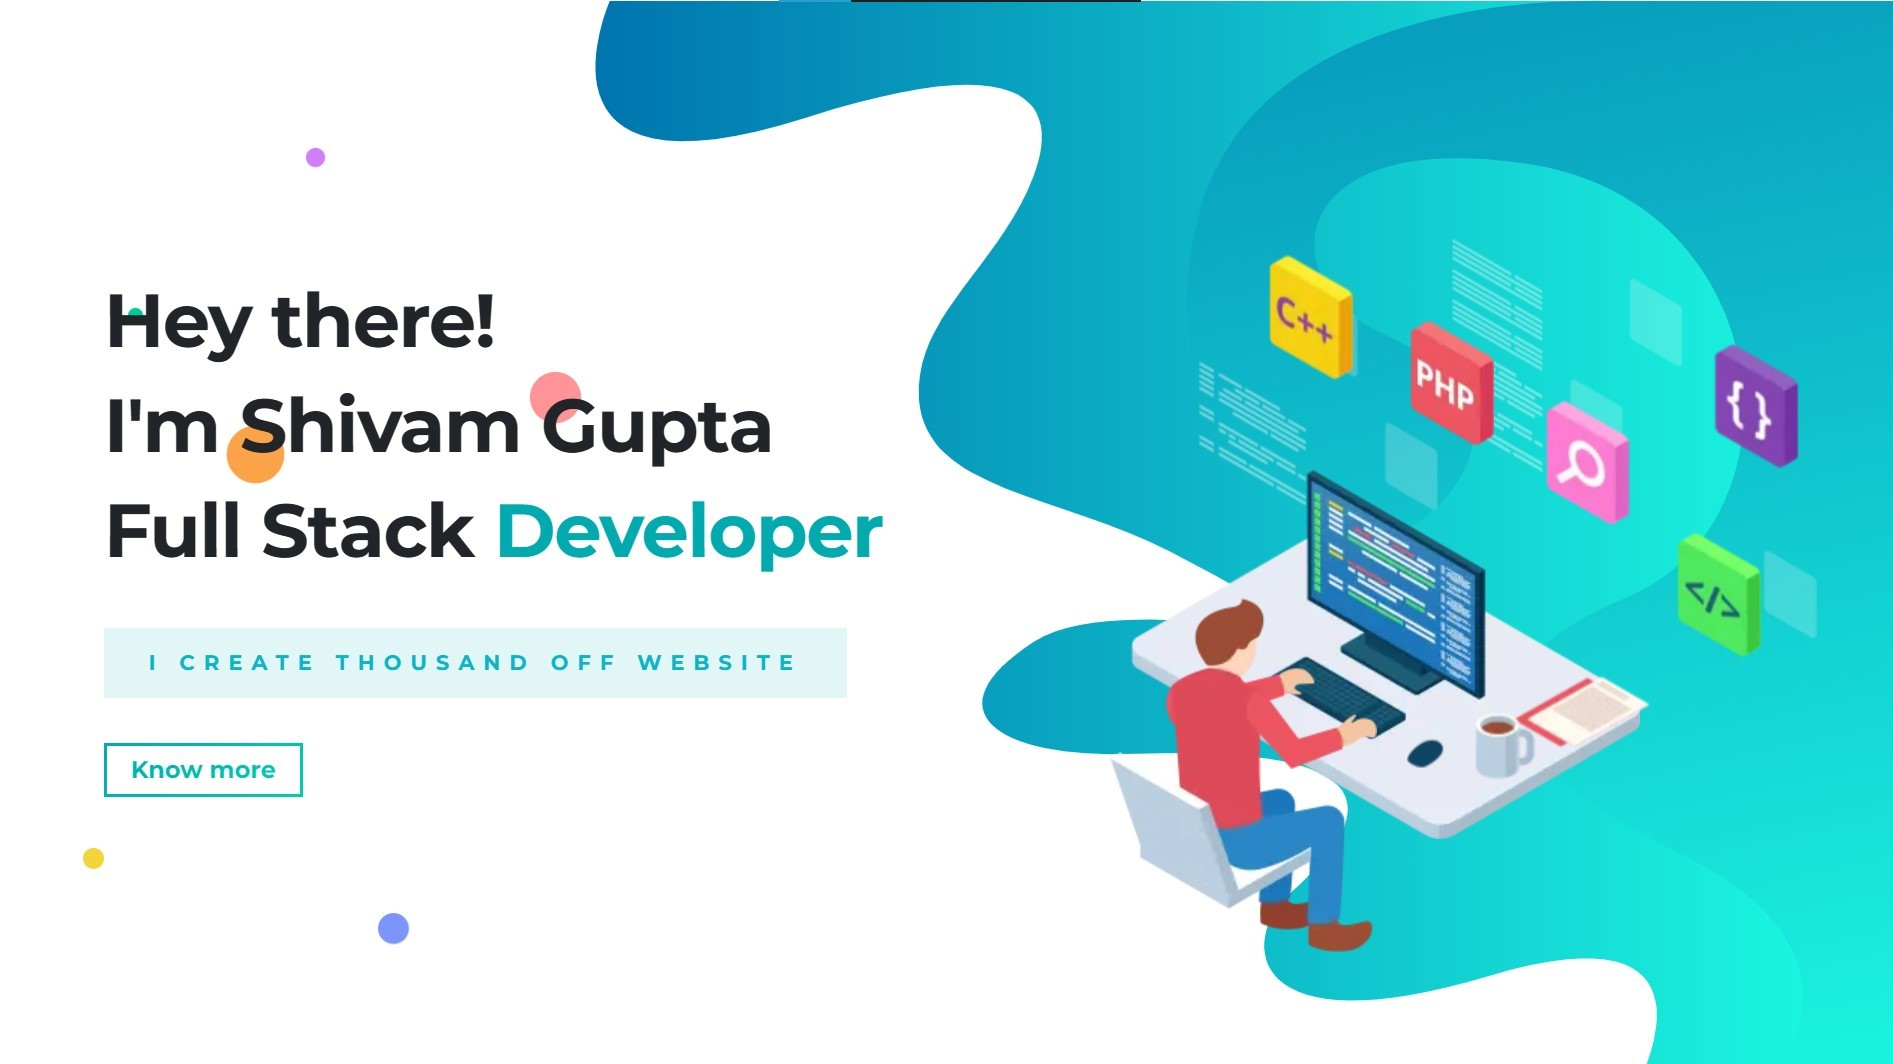 Hey there!
I'm Shivam Gupta
Full Stack Developer
I CREATE THOUSAND OFF WEBSITE
Know more
C++
PHP
{ }
</>